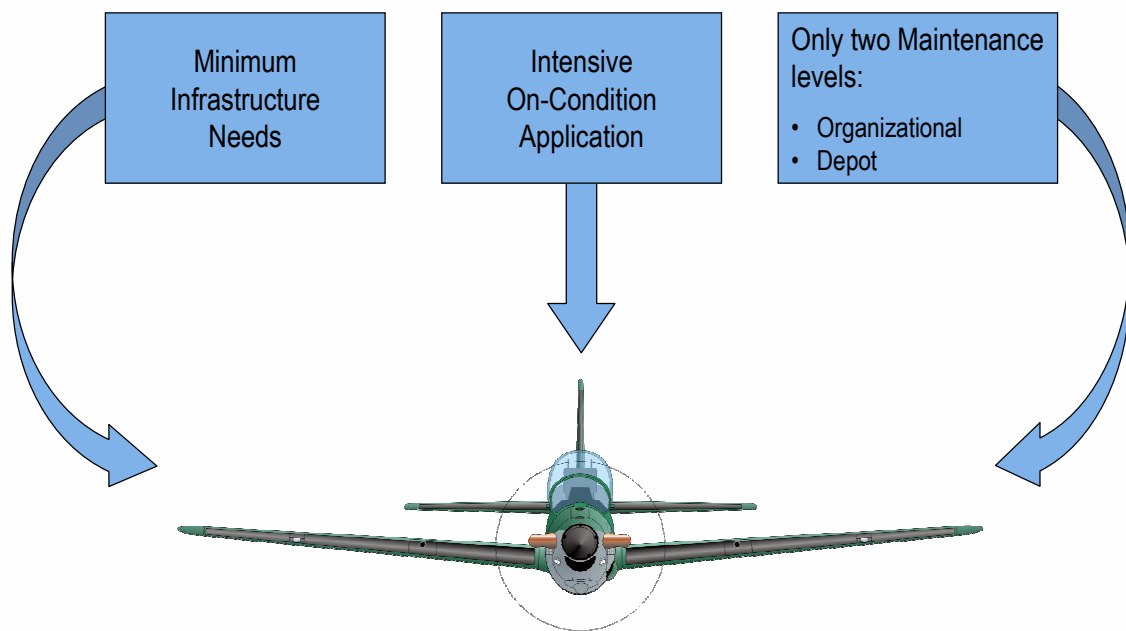 Minimum
Infrastructure
Needs
Intensive
On-Condition
Application
Only two Maintenance
levels:
• Organizational
• Depot